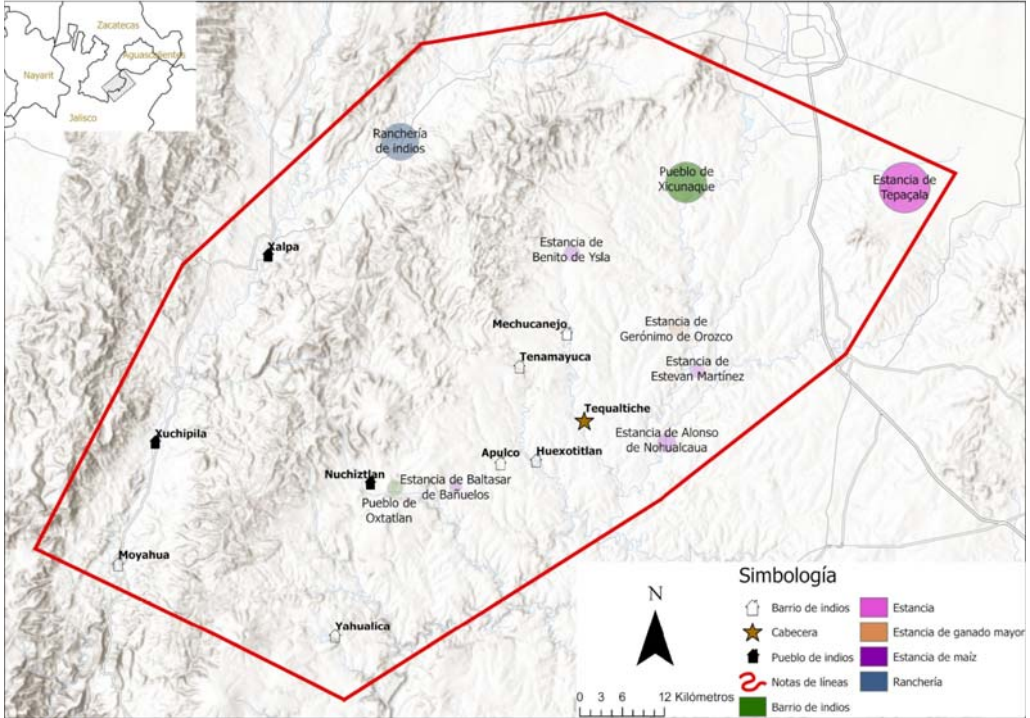 Zacatecas
Aguascalientes
Nayarit
Jalisco
Ranchería
de indios
Pueblo de
Xicunaque
Estancia de
Tepaçala
Xalpa
Estancia de
Benito de Ysla
Mechucanejo
Estancia de
Gerónimo de Orozco
Tenamayuca
Estancia de
Estevan Martínez
Tequaltiche
Xuchipila
Estancia de Alonso
de Nohualcaua
Apulco
Huexotitlan
Nuchiztlan
Estancia de Baltasar
de Bañuelos
Pueblo de
Oxtatlan
Moyahua
Yahualica
N
0 3 6 12 Kilómetros
Simbología
Barrio de indios
Cabecera
Pueblo de indios
Notas de líneas
Barrio de indios
Estancia
Estancia de ganado mayor
Estancia de maíz
Ranchería